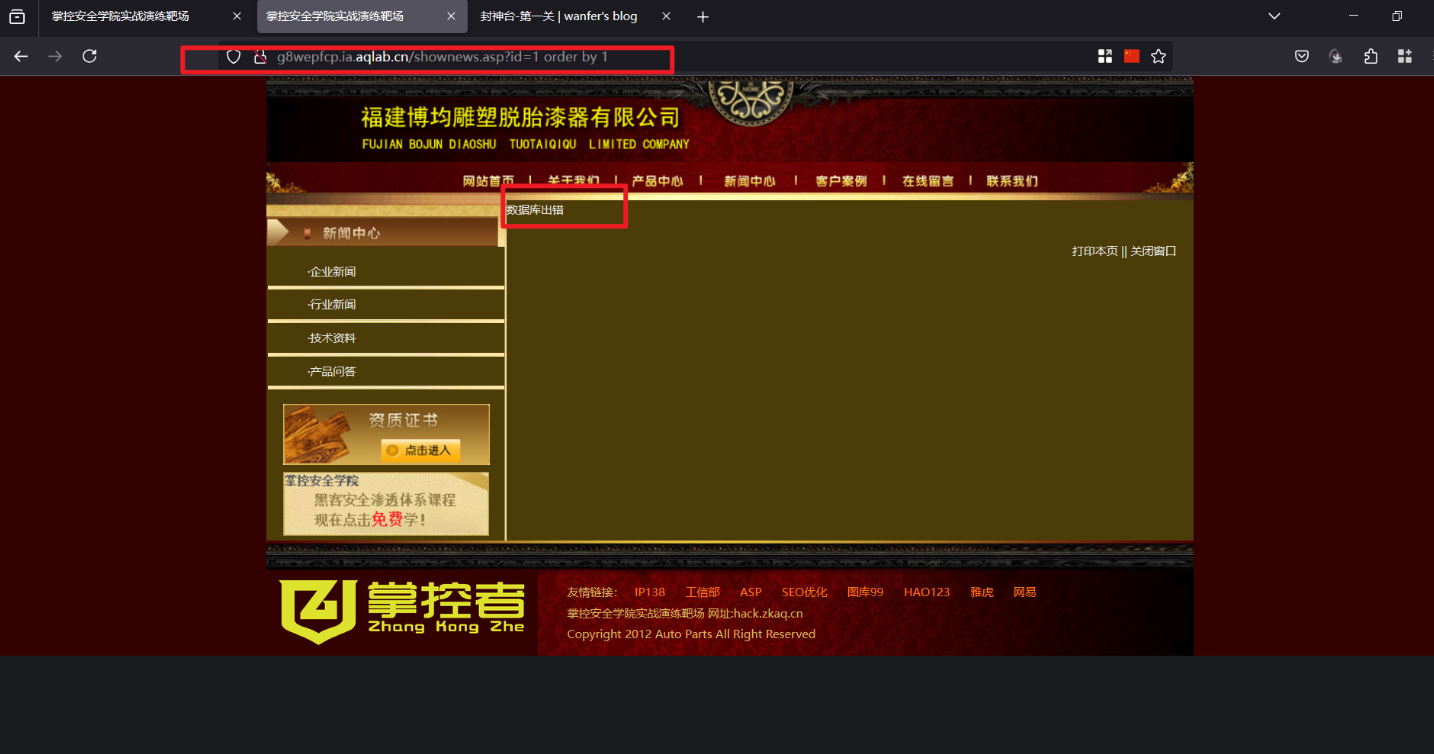 掌控安全学院实战演练靶场
掌控安全学院实战演练靶场
封神台-第一关 | wanfer's blog
g8wepfcp.ia.aqlab.cn/shownews.asp?id=1 order by 1
福建博均雕塑脱胎漆器有限公司
FUJIAN BOJUN DIAOSHU TUOTAIQIQU LIMITED COMPANY
网站首页 | 关于我们 | 产品中心 | 新闻中心 | 客户案例 | 在线留言 | 联系我们
数据库出错
新闻中心
打印本页 || 关闭窗口
·企业新闻
·行业新闻
·技术资料
·产品问答
资质证书
点击进入
掌控安全学院
黑客安全渗透体系课程
现在点击免费学!
掌控者
Zhang Kong Zhe
友情链接: IP138 工信部 ASP SEO优化 图库99 HAO123 雅虎 网易
掌控安全学院实战演练靶场 网址:hack.zkaq.cn
Copyright 2012 Auto Parts All Right Reserved